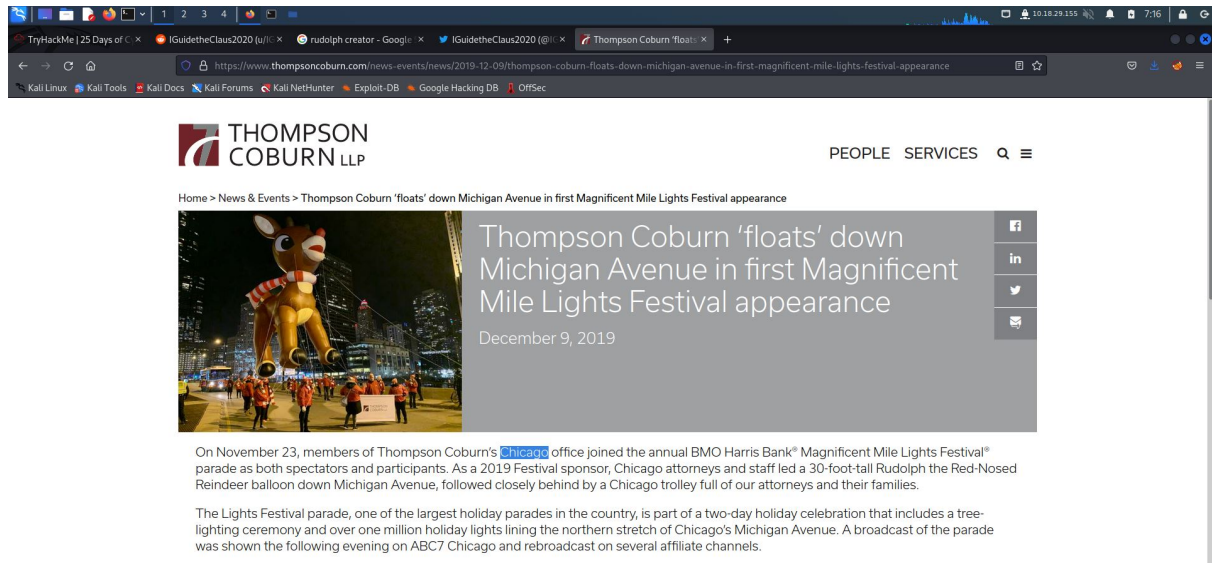 1 2 3 4
10.18.29.155
7:16
TryHackMe | 25 Days of C
IGuidetheClaus2020 (u/IG
rudolph creator - Google
IGuidetheClaus2020 (@IG
Thompson Coburn 'floats'
https://www.thompsoncoburn.com/news-events/news/2019-12-09/thompson-coburn-floats-down-michigan-avenue-in-first-magnificent-mile-lights-festival-appearance
Kali Linux Kali Tools Kali Docs Kali Forums Kali NetHunter Exploit-DB Google Hacking DB OffSec
THOMPSON
COBURN LLP
PEOPLE SERVICES
Home > News & Events > Thompson Coburn 'floats' down Michigan Avenue in first Magnificent Mile Lights Festival appearance
Thompson Coburn 'floats' down
Michigan Avenue in first Magnificent
Mile Lights Festival appearance
December 9, 2019
On November 23, members of Thompson Coburn's Chicago office joined the annual BMO Harris Bank® Magnificent Mile Lights Festival®
parade as both spectators and participants. As a 2019 Festival sponsor, Chicago attorneys and staff led a 30-foot-tall Rudolph the Red-Nosed
Reindeer balloon down Michigan Avenue, followed closely behind by a Chicago trolley full of our attorneys and their families.
The Lights Festival parade, one of the largest holiday parades in the country, is part of a two-day holiday celebration that includes a tree-
lighting ceremony and over one million holiday lights lining the northern stretch of Chicago's Michigan Avenue. A broadcast of the parade
was shown the following evening on ABC7 Chicago and rebroadcast on several affiliate channels.